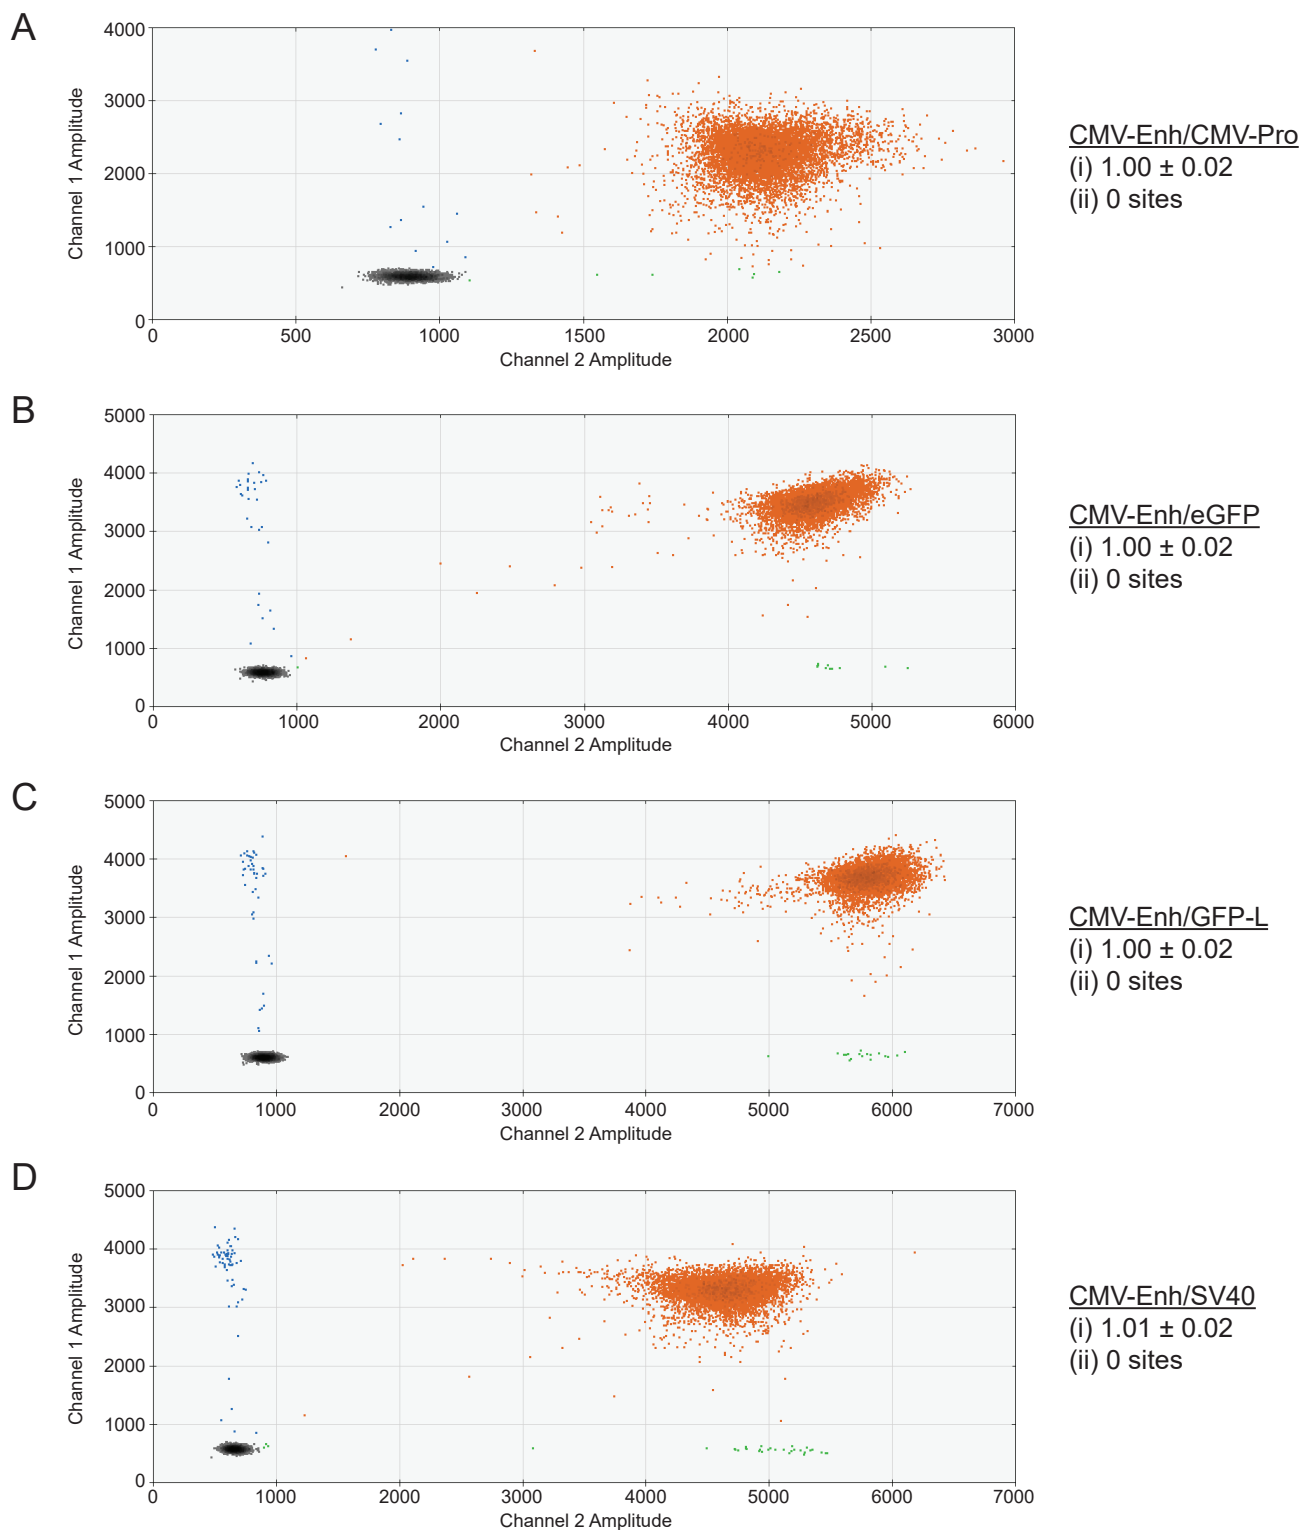 A
4000
3000
2000
1000
0
Channel 1 Amplitude
0 500 1000 1500 2000 2500 3000
Channel 2 Amplitude
CMV-Enh/CMV-Pro
(i) 1.00 ± 0.02
(ii) 0 sites
B
5000
4000
3000
2000
1000
0
Channel 1 Amplitude
0 1000 2000 3000 4000 5000 6000
Channel 2 Amplitude
CMV-Enh/eGFP
(i) 1.00 ± 0.02
(ii) 0 sites
C
5000
4000
3000
2000
1000
0
Channel 1 Amplitude
0 1000 2000 3000 4000 5000 6000 7000
Channel 2 Amplitude
CMV-Enh/GFP-L
(i) 1.00 ± 0.02
(ii) 0 sites
D
5000
4000
3000
2000
1000
0
Channel 1 Amplitude
0 1000 2000 3000 4000 5000 6000 7000
Channel 2 Amplitude
CMV-Enh/SV40
(i) 1.01 ± 0.02
(ii) 0 sites